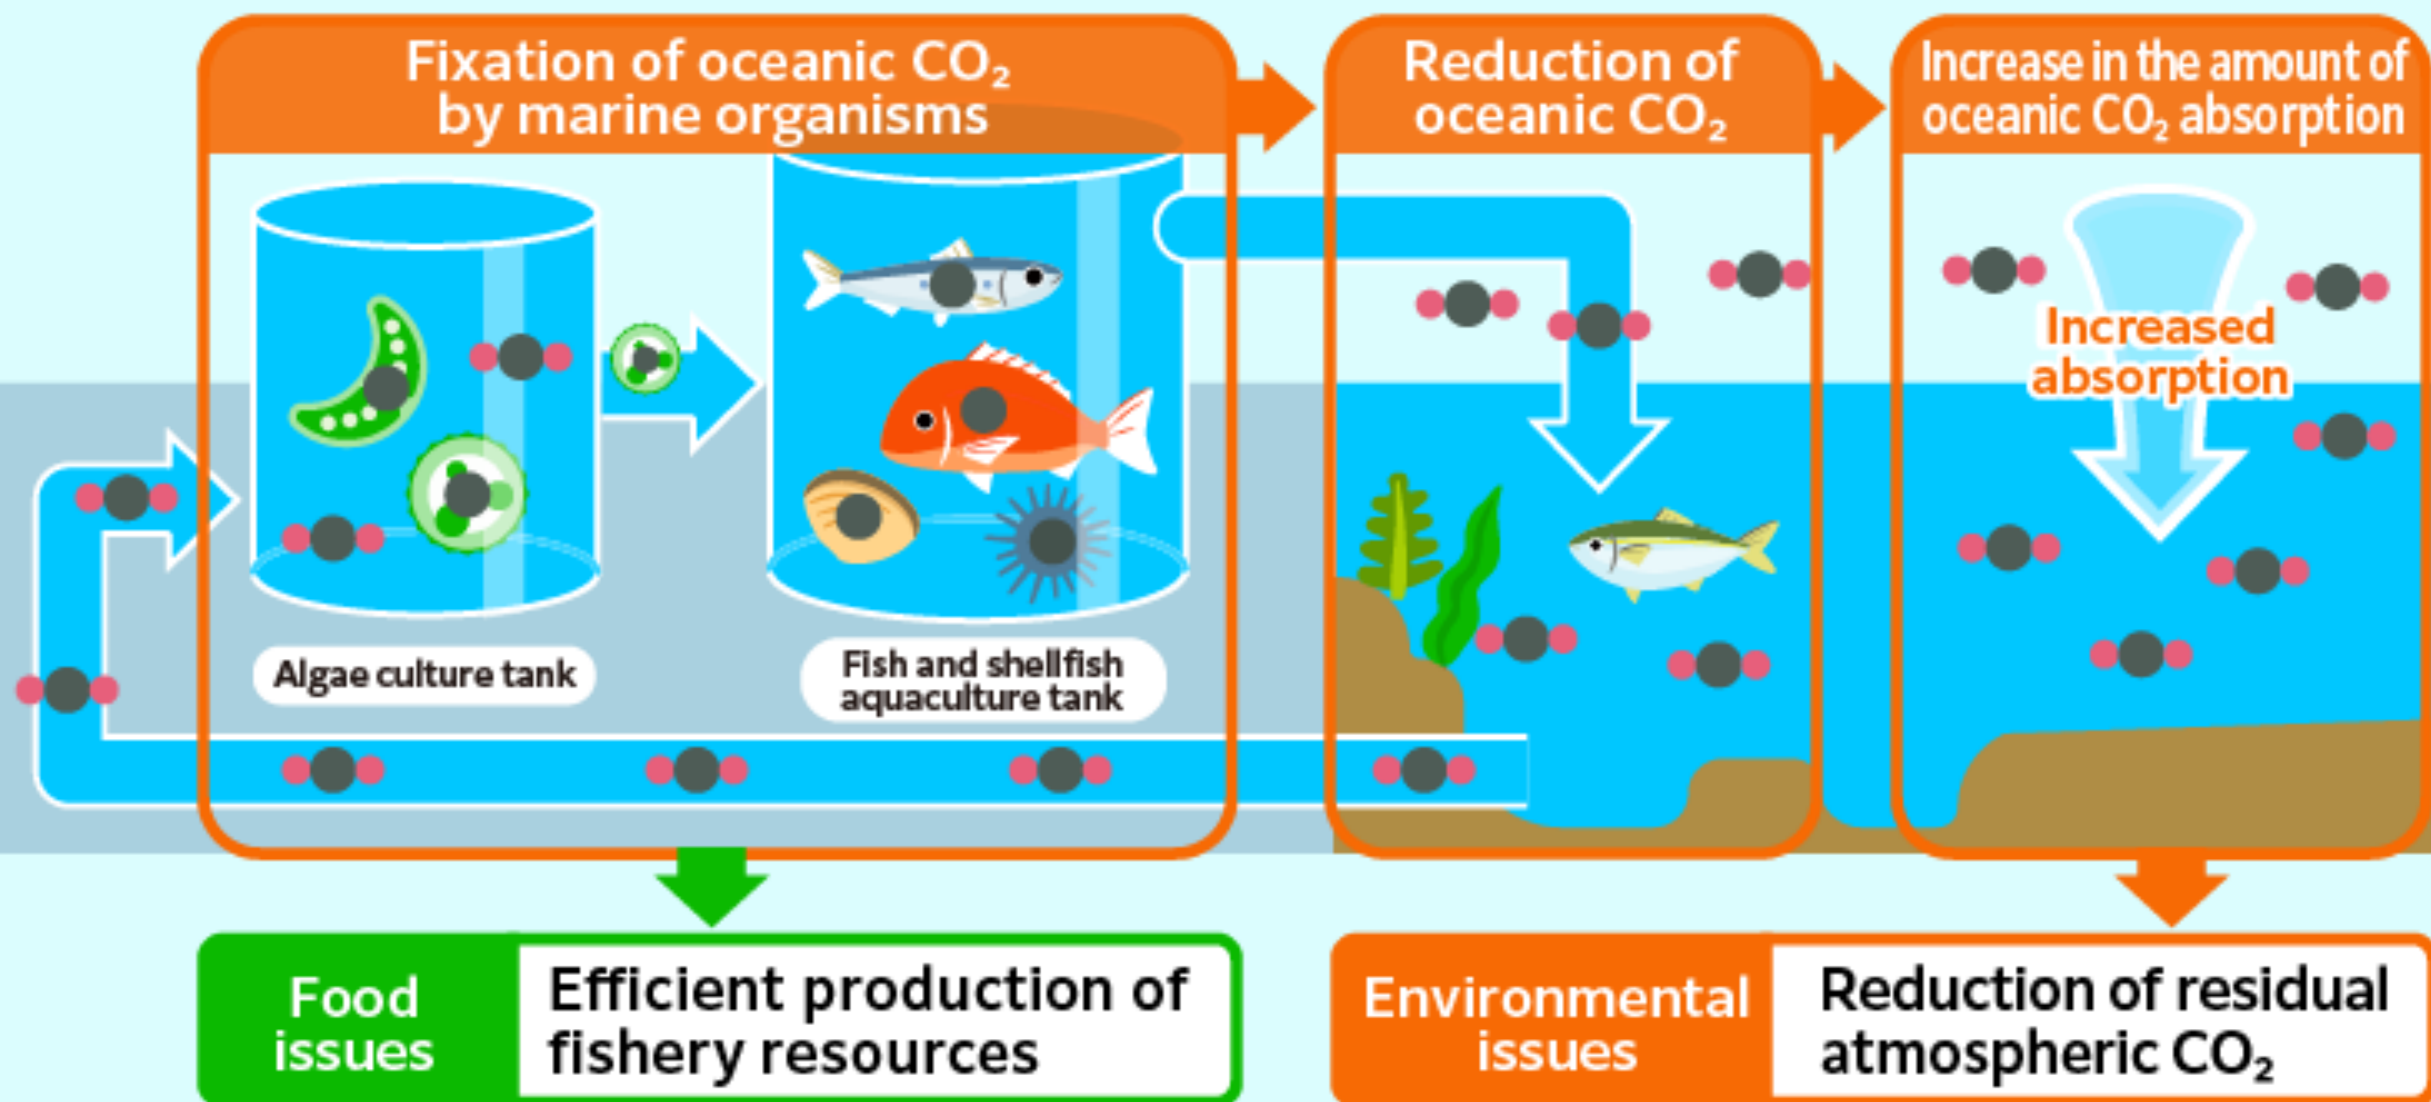 Fixation of oceanic CO₂
by marine organisms
Reduction of
oceanic CO₂
Increase in the amount of
oceanic CO₂ absorption
Increased
absorption
Algae culture tank
Fish and shellfish
aquaculture tank
Food
issues
Efficient production of
fishery resources
Environmental
issues
Reduction of residual
atmospheric CO₂